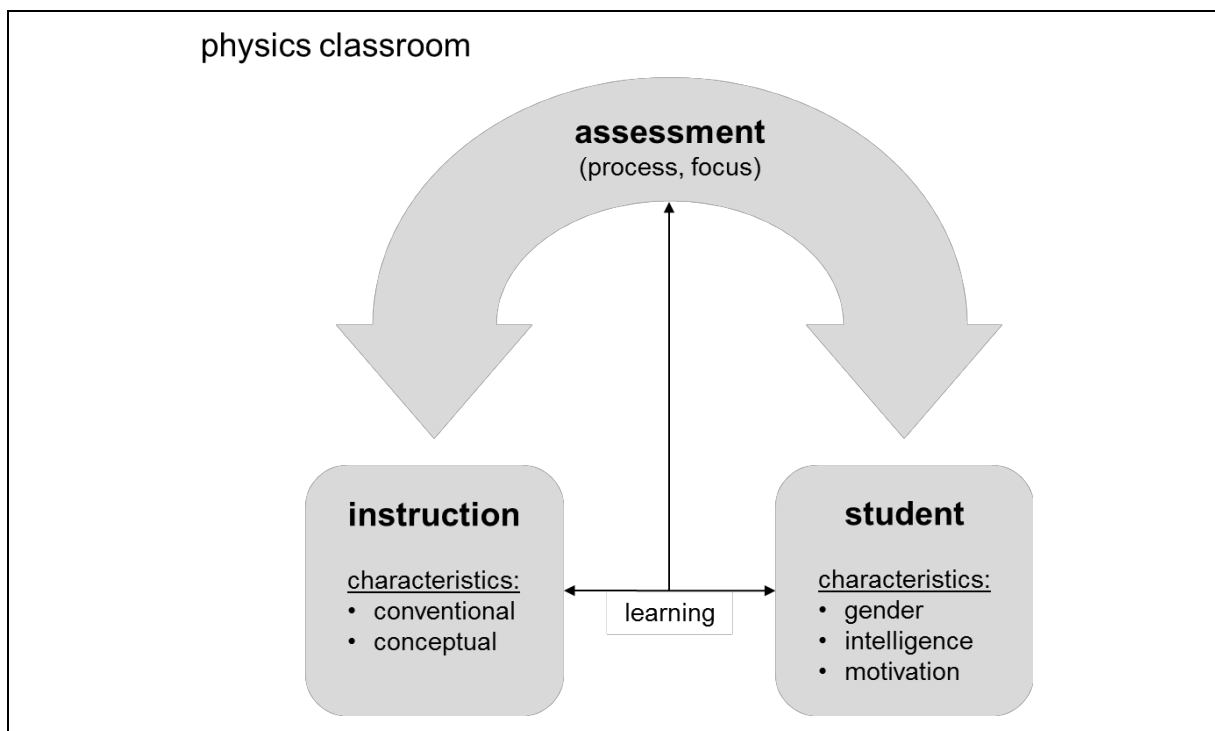 physics classroom
assessment
(process, focus)
instruction
characteristics:
• conventional
• conceptual
learning
student
characteristics:
• gender
• intelligence
• motivation